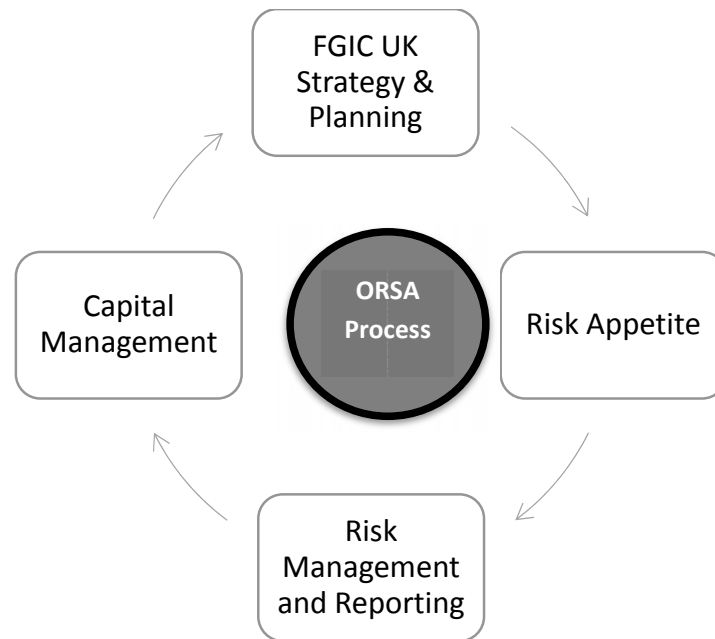 FGIC UK
Strategy &
Planning
ORSA
Process
Capital
Management
Risk Appetite
Risk
Management
and Reporting